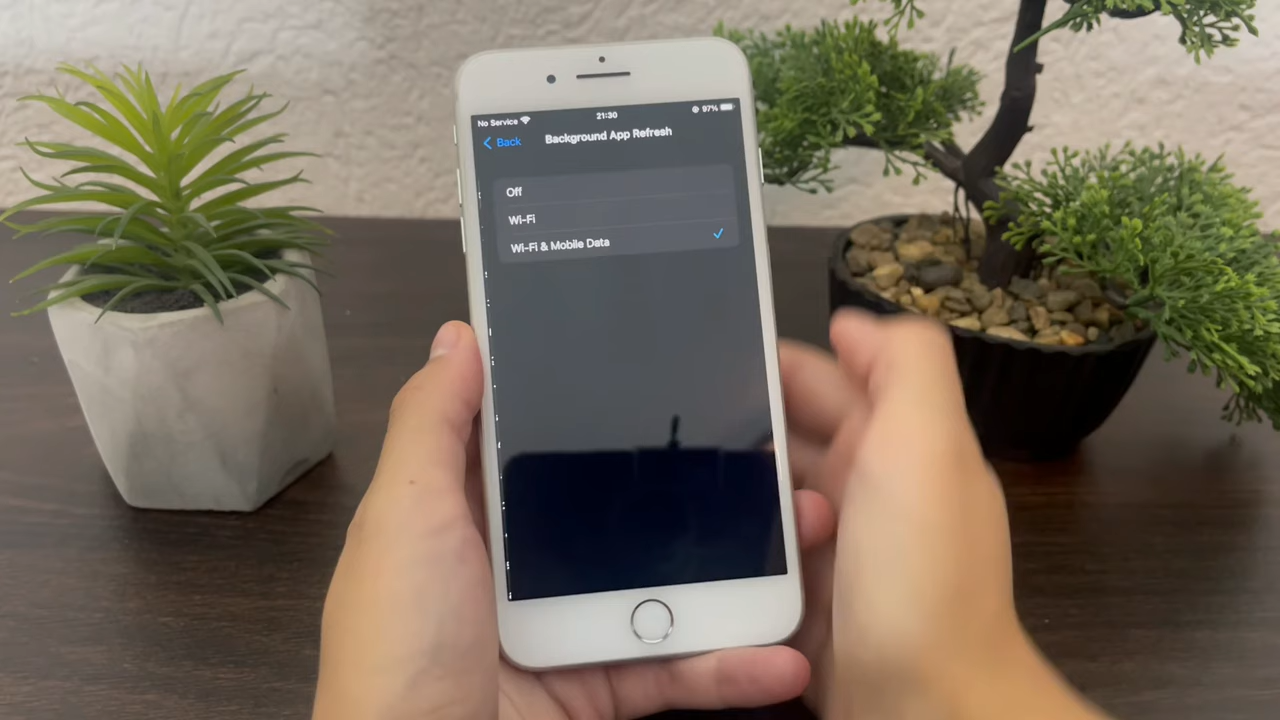 No Service 21:30 97%
Back Background App Refresh
Off
Wi-Fi
Wi-Fi & Mobile Data